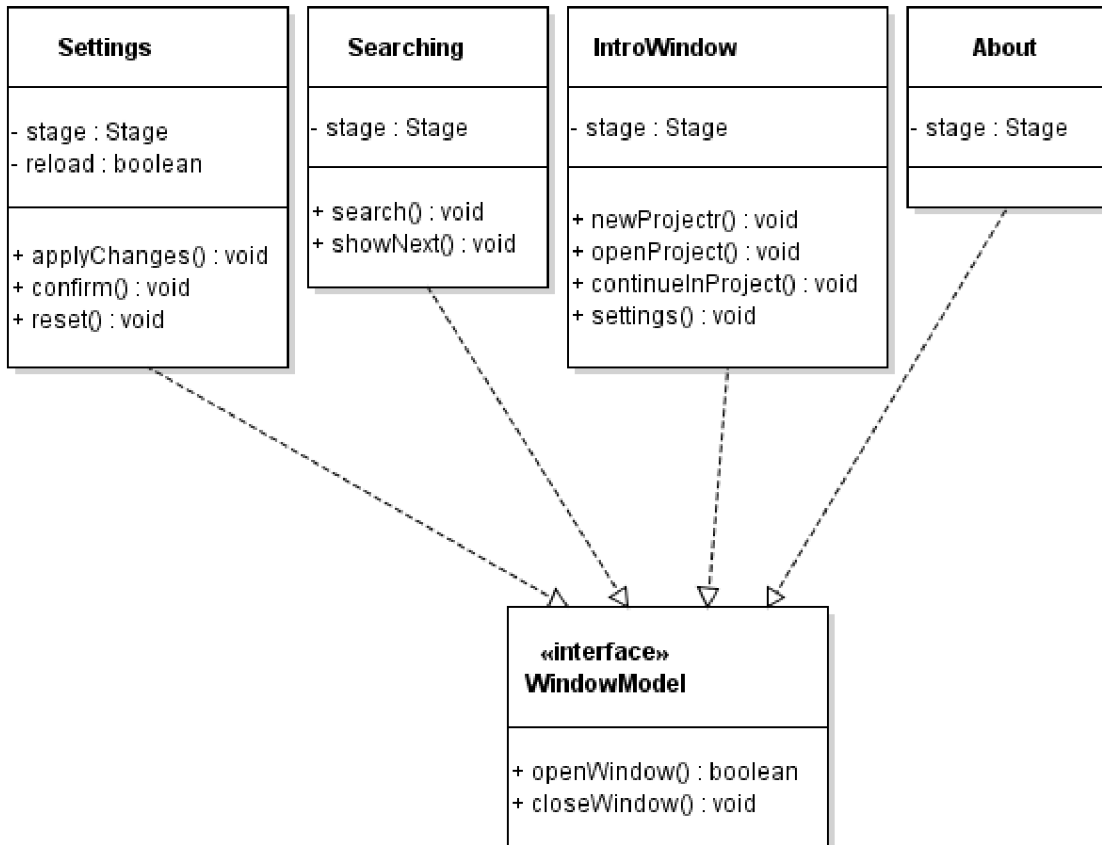 Settings
- stage : Stage
- reload : boolean
+ applyChanges() : void
+ confirm() : void
+ reset() : void
Searching
- stage : Stage
+ search() : void
+ showNext() : void
IntroWindow
- stage : Stage
+ newProjectr() : void
+ openProject() : void
+ continueInProject() : void
+ settings() : void
About
- stage : Stage
«interface»
WindowModel
+ openWindow() : boolean
+ closeWindow() : void